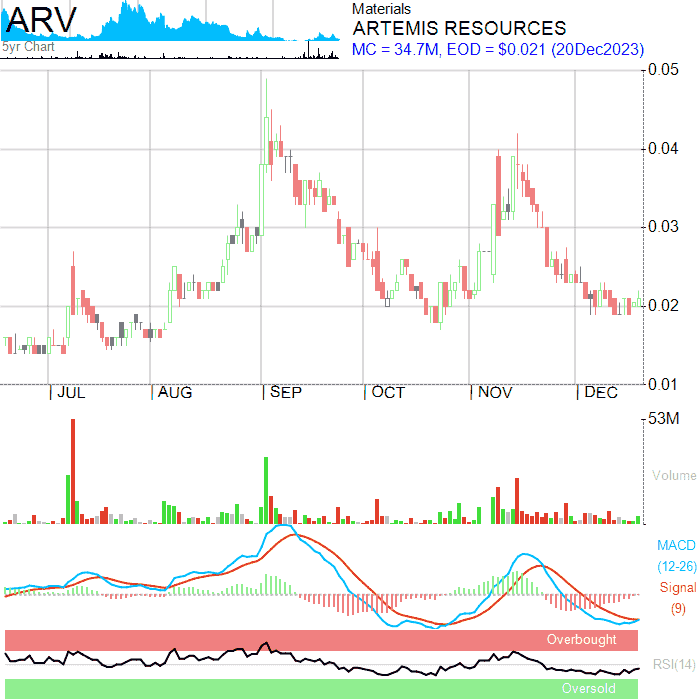 ARV
5yr Chart
Materials
ARTEMIS RESOURCES
MC = 34.7M, EOD = $0.021 (20Dec2023)
0.05
0.04
0.03
0.02
0.01
JUL
AUG
SEP
OCT
NOV
DEC
53M
Volume
MACD
(12-26)
Signal
(9)
Overbought
RSI(14)
Oversold